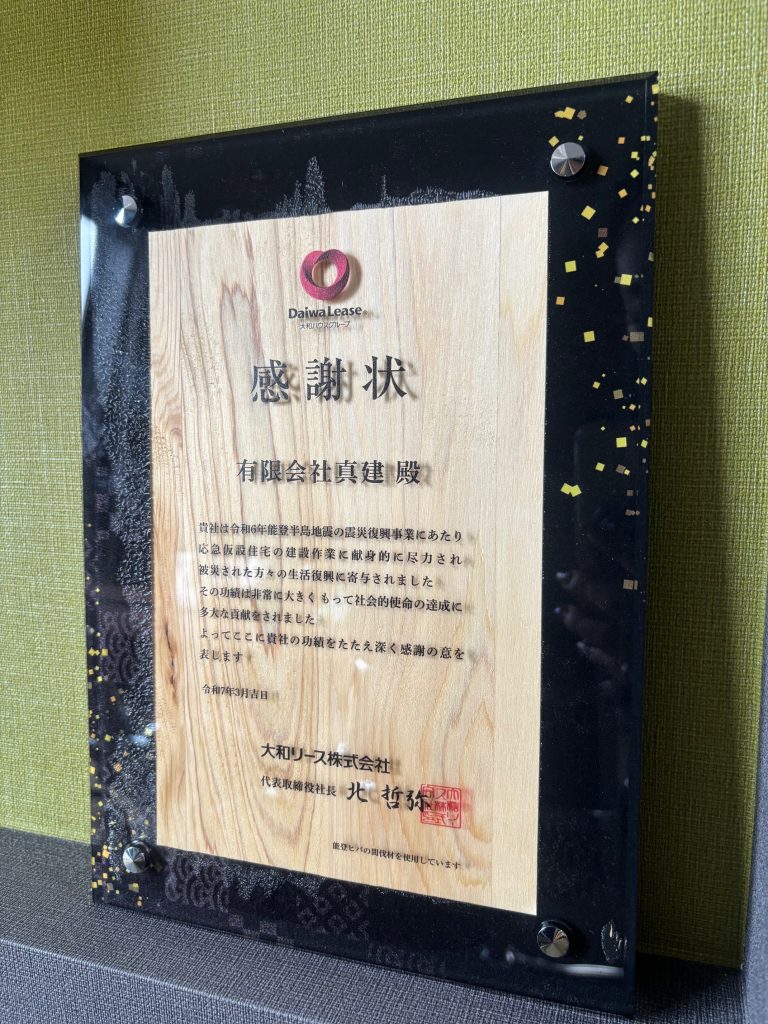 Daiwa Lease®
大和ハウスグループ
感謝状
有限会社真建 殿
貴社は令和6年能登半島地震の震災復興事業にあたり
応急仮設住宅の建設作業に献身的に尽力され
被災された方々の生活復興に寄与されました
その功績は非常に大きく もって社会的使命の達成に
多大な貢献をされました
よってここに貴社の功績をたたえ深く感謝の意を
表します
令和7年3月吉日
大和リース株式会社
代表取締役社長 北 哲弥
能登ヒバの間伐材を使用しています